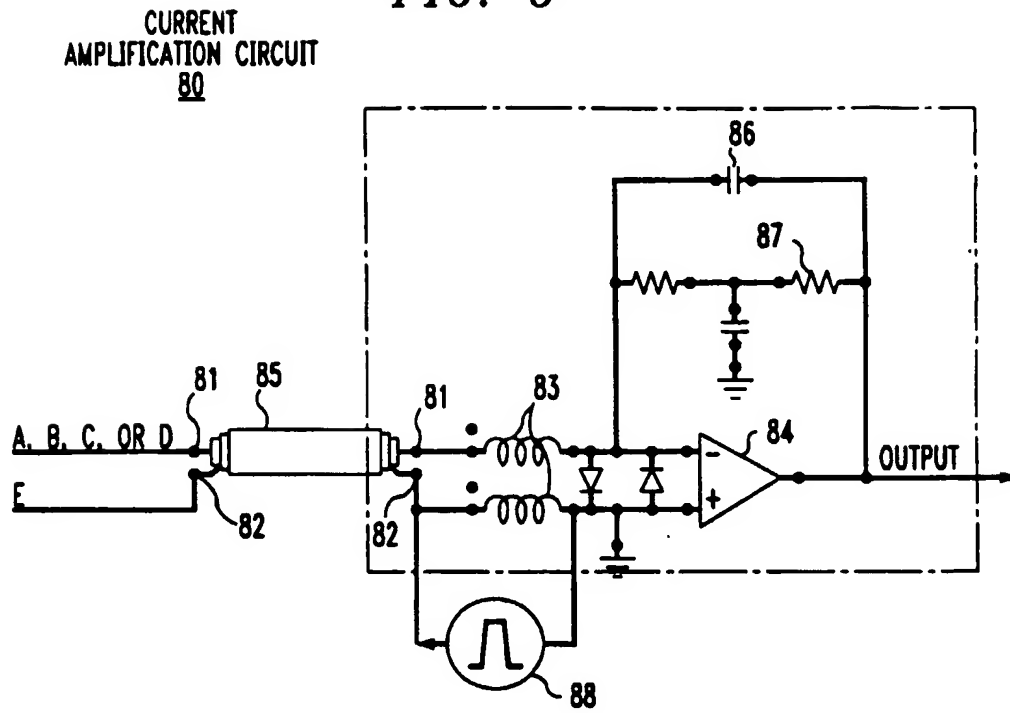 CURRENT
AMPLIFICATION CIRCUIT
80
86
87
81
85
81
83
84
A, B, C, OR D
-
OUTPUT
E
82
82
+
88